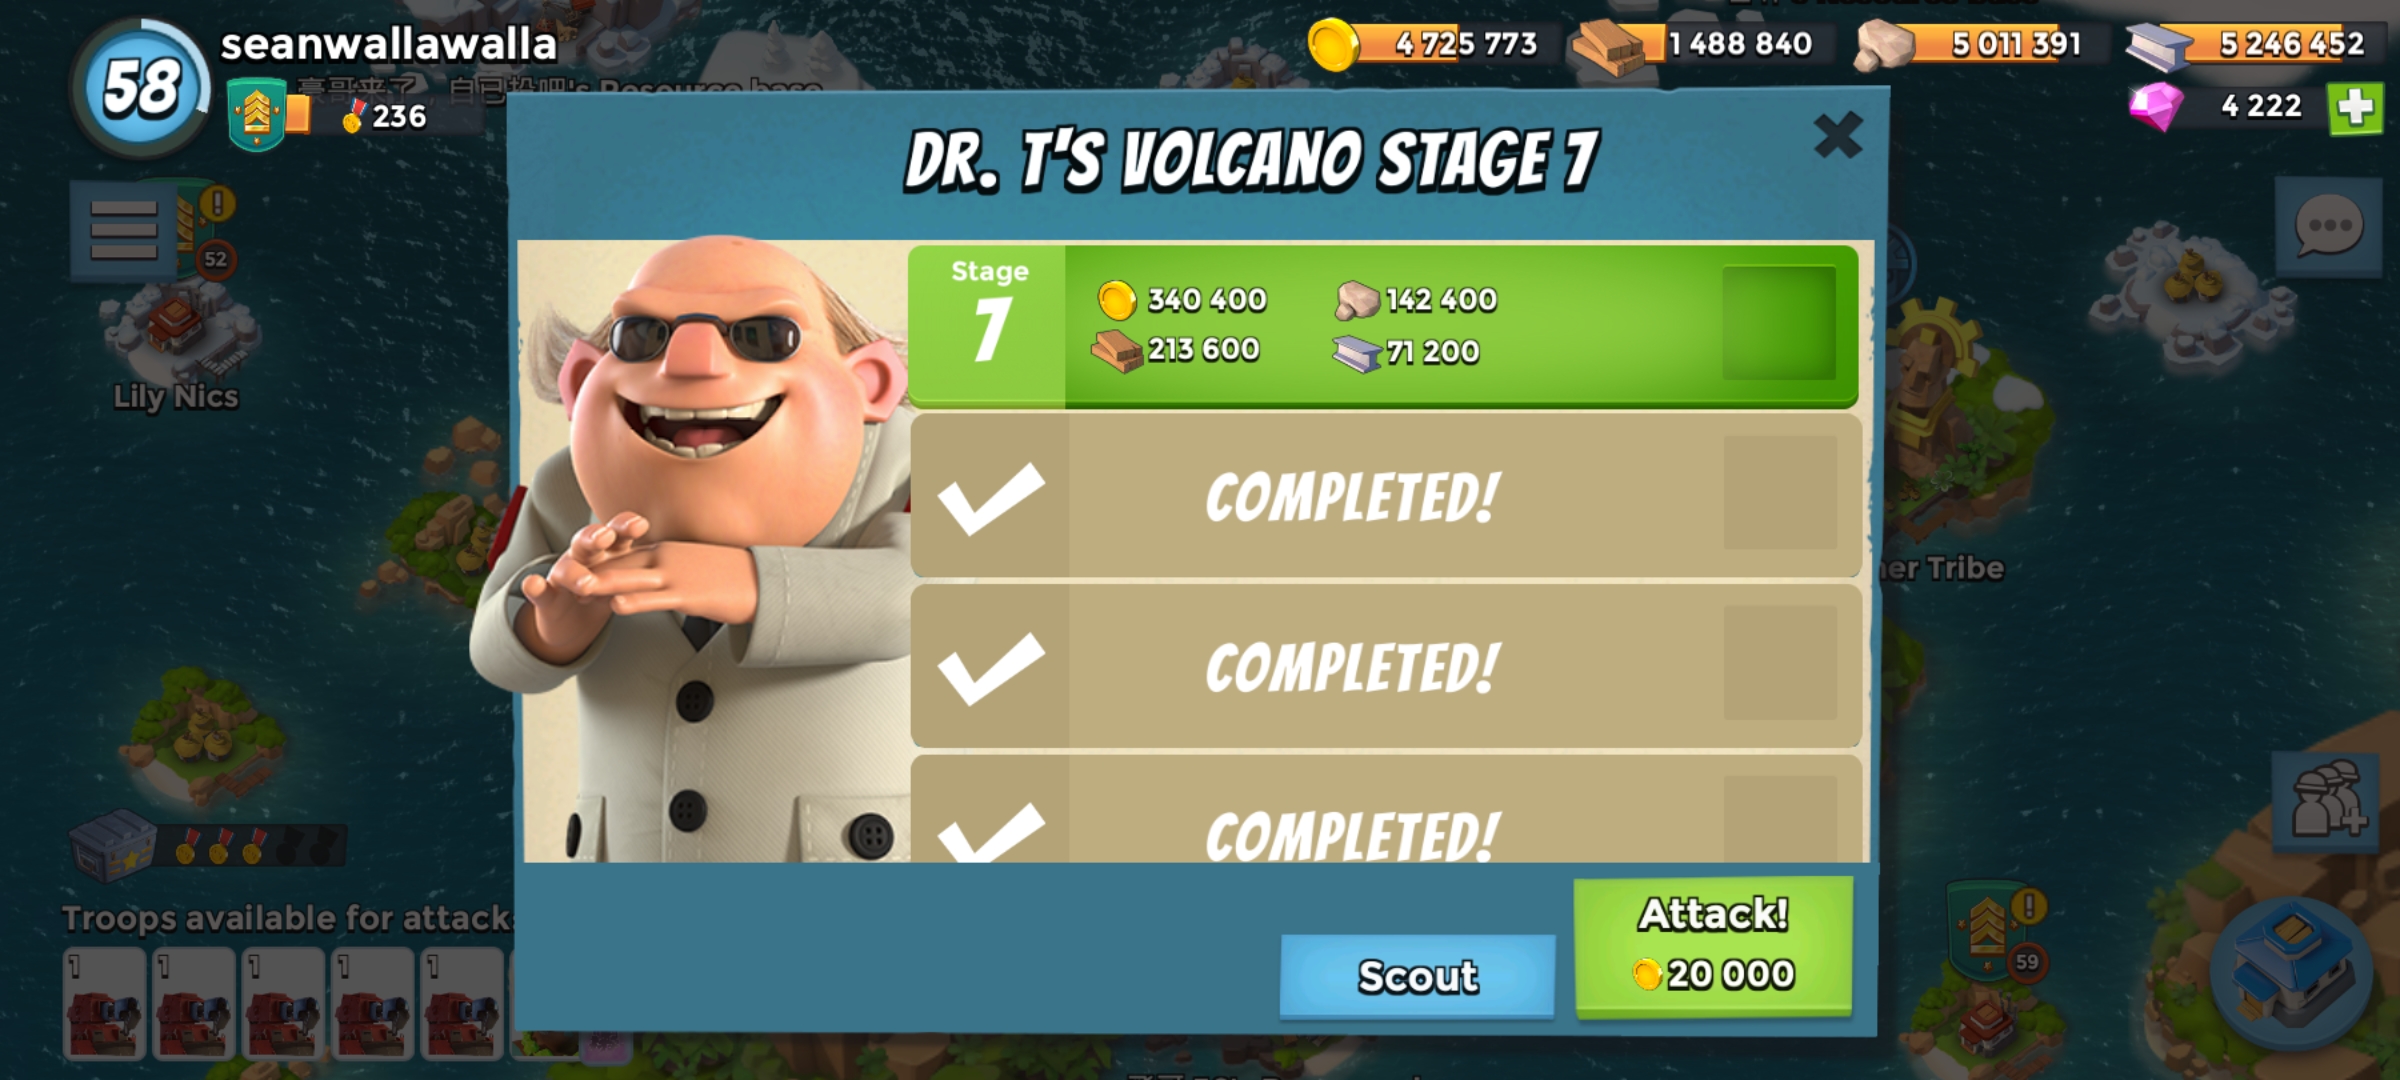 58
seanwallawalla
236
4 725 773
1 488 840
5 011 391
5 246 452
4 222
DR. T'S VOLCANO STAGE 7
52
Lily Nics
Stage
7
340 400
142 400
213 600
71 200
COMPLETED!
COMPLETED!
COMPLETED!
Tribe
Troops available for attack:
1
1
1
1
1
Scout
Attack!
20 000
59